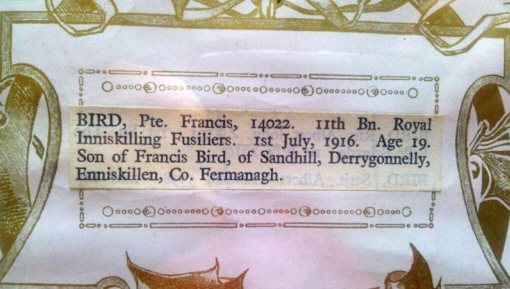 BIRD, Pte. Francis, 14022. 11th Bn. Royal
Inniskilling Fusiliers. 1st July, 1916. Age 19.
Son of Francis Bird, of Sandhill, Derrygonnelly,
Enniskillen, Co. Fermanagh.